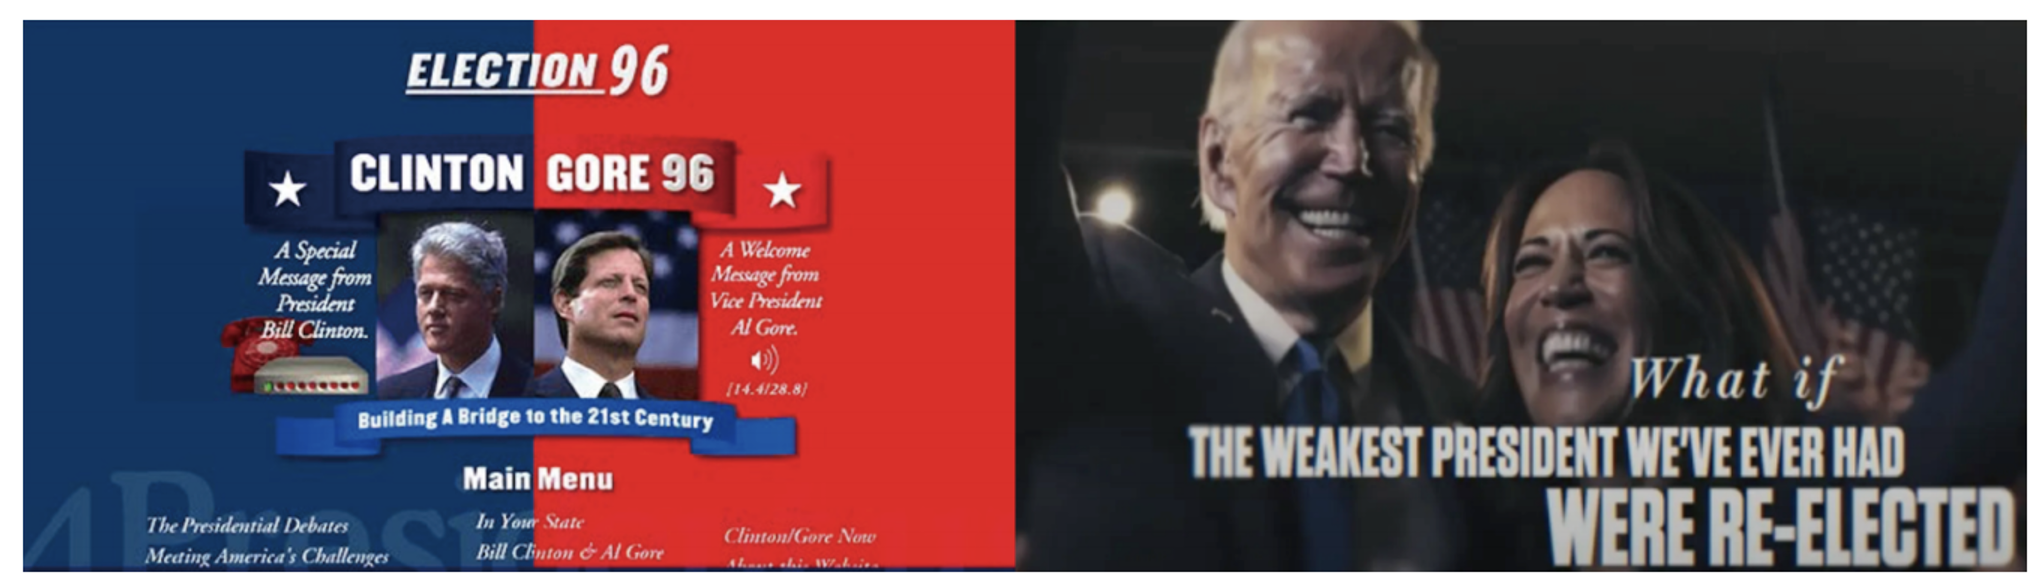 ELECTION 96
CLINTON GORE 96
A Special
Message from
President
Bill Clinton.
A Welcome
Message from
Vice President
Al Gore.
[14.4/28.8]
Building A Bridge to the 21st Century
Main Menu
The Presidential Debates
Meeting America's Challenges
In Your State
Bill Clinton & Al Gore
Clinton/Gore Now
About this Website
What if
THE WEAKEST PRESIDENT WE'VE EVER HAD
WERE RE-ELECTED